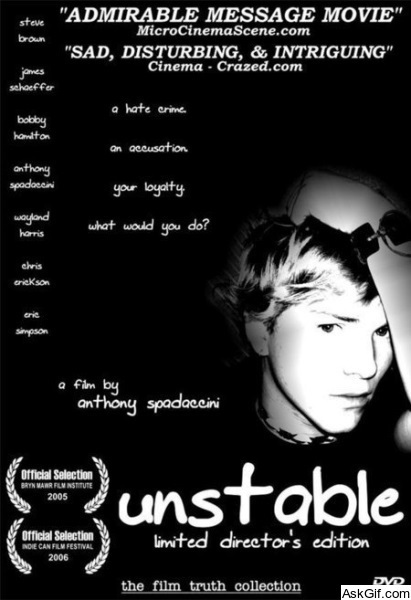 "ADMIRABLE MESSAGE MOVIE"
MicroCinemaScene.com
"SAD, DISTURBING, & INTRIGUING"
Cinema - Crazed.com
steve
brown
james
schaeffer
bobby
hamilton
anthony
spadaccini
wayland
harris
chris
erickson
eric
simpson
a hate crime.
an accusation.
your loyalty.
what would you do?
a film by
anthony spadaccini
Official Selection
BRYN MAWR FILM INSTITUTE
2005
Official Selection
INDIE CAN FILM FESTIVAL
2006
unstable
limited director's edition
the film truth collection
DVD
AskGif.com